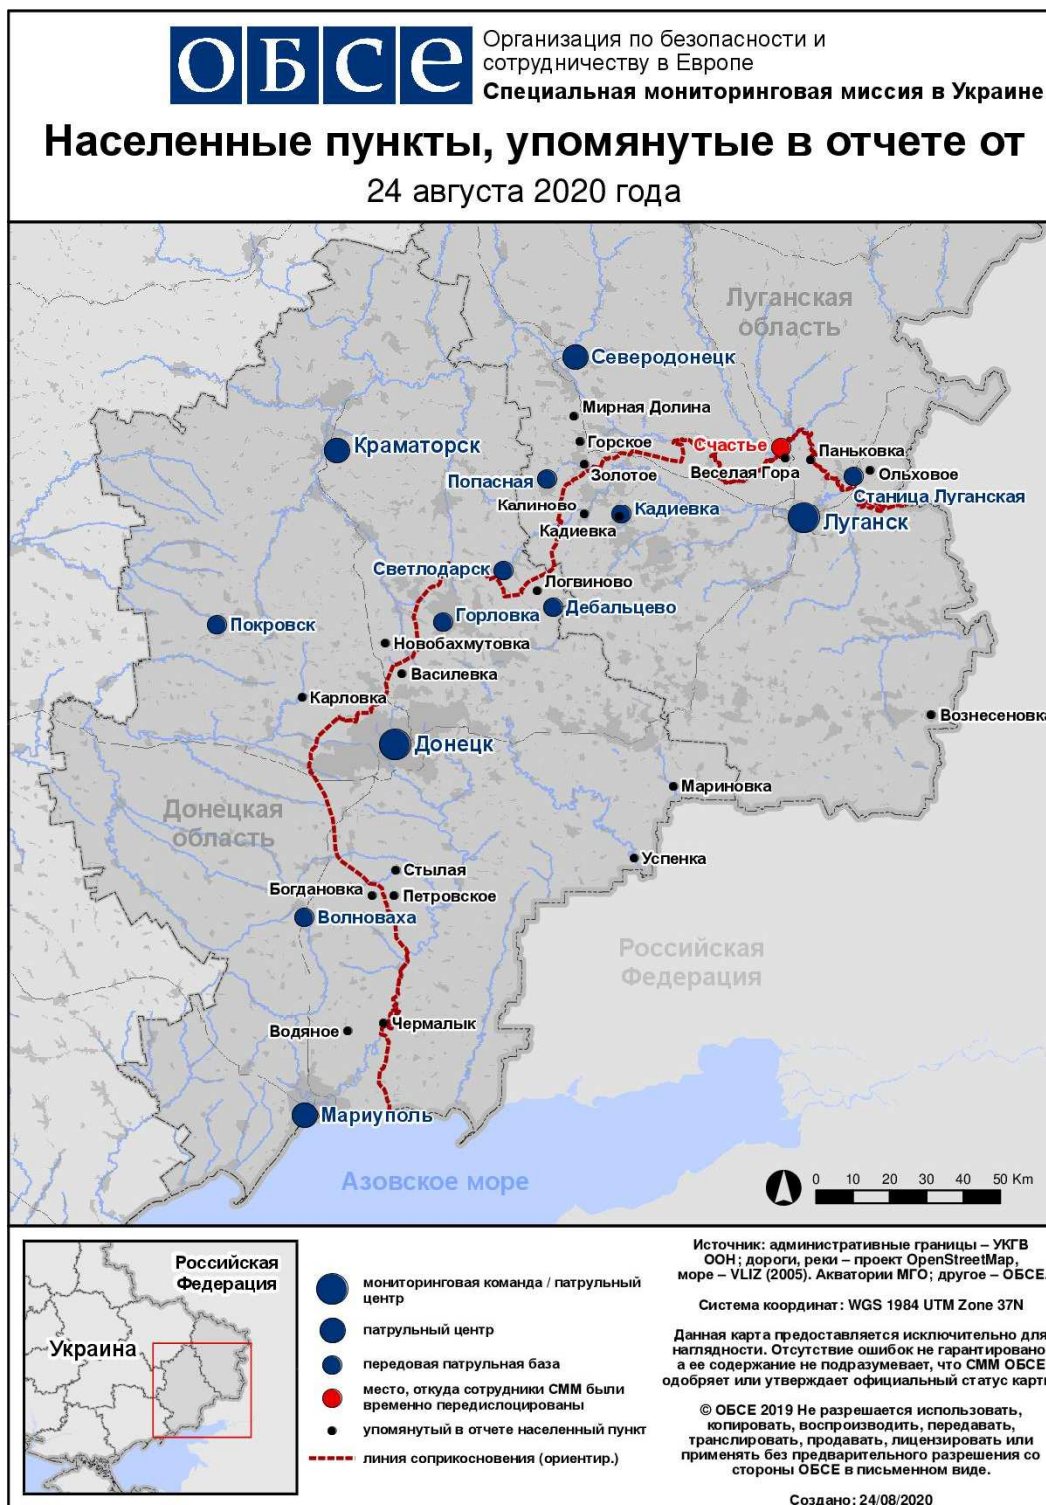 ОБСЕ
Организация по безопасности и
сотрудничеству в Европе
Специальная мониторинговая миссия в Украине
Населенные пункты, упомянутые в отчете от
24 августа 2020 года
Луганская
область
Северодонецк
Мирная Долина
Горское
Счастье
Краматорск
Паньковка
Золотое
Веселая Гора
Ольховое
Попасная
Станица Луганская
Калиново
Кадиевка
Кадиевка
Луганск
Светлодарск
Логвиново
Дебальцево
Горловка
Покровск
Новобахмутовка
Василевка
Карловка
Вознесеновка
Донецк
Мариновка
Донецкая
область
Успенка
Стылая
Богдановка
Петровское
Волноваха
Российская
Федерация
Чермалык
Водяное
Мариуполь
Азовское море
0 10 20 30 40 50 Km
Российская
Федерация
Украина
мониторинговая команда / патрульный
центр
патрульный центр
передовая патрульная база
место, откуда сотрудники СММ были
временно передислоцированы
упомянутый в отчете населенный пункт
линия соприкосновения (ориентир.)
Источник: административные границы – УКГВ
ООН; дороги, реки – проект OpenStreetMap,
море – VLIZ (2005). Акватории МГО; другое – ОБСЕ.
Система координат: WGS 1984 UTM Zone 37N
Данная карта предоставляется исключительно для
наглядности. Отсутствие ошибок не гарантировано
а ее содержание не подразумевает, что СММ ОБСЕ
одобряет или утверждает официальный статус карт
© ОБСЕ 2019 Не разрешается использовать,
копировать, воспроизводить, передавать,
транслировать, продавать, лицензировать или
применять без предварительного разрешения со
стороны ОБСЕ в письменном виде.
Создано: 24/08/2020